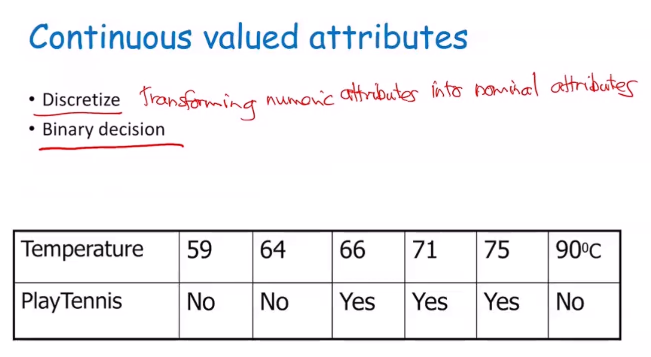 Continuous valued attributes
• Discretize Transforming numeric attributes into nominal attributes
• Binary decision
Temperature 59 64 66 71 75 90⁰C
PlayTennis No No Yes Yes Yes No